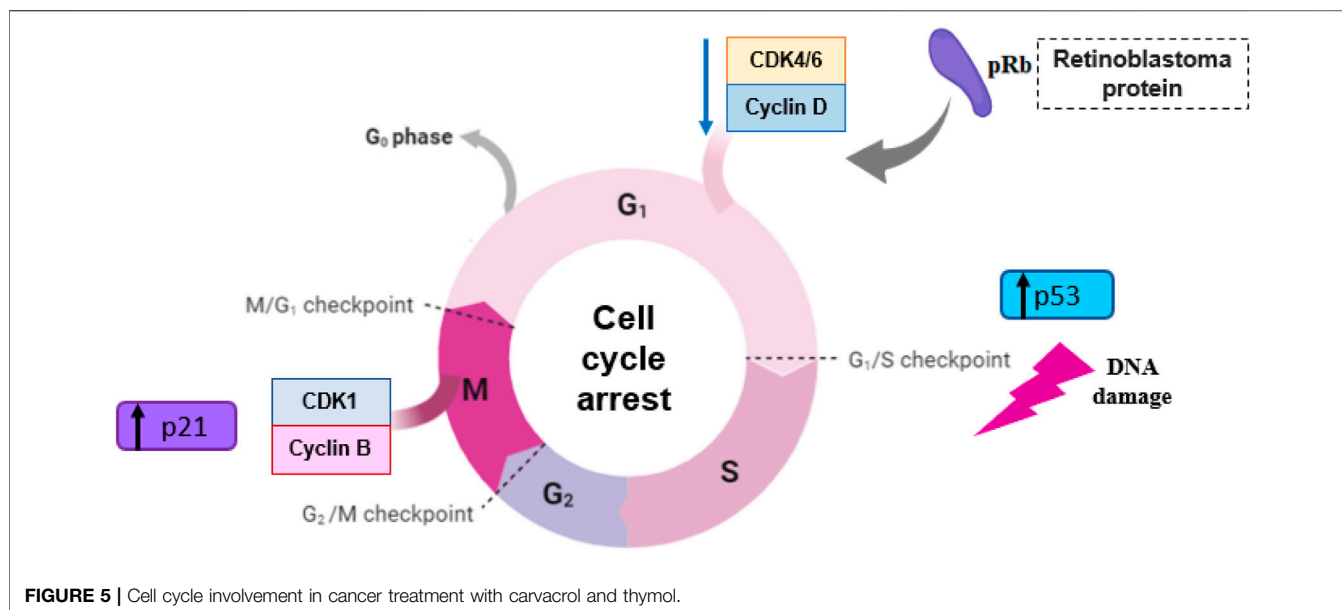 CDK4/6
Cyclin D
pRb
Retinoblastoma
protein
G₀ phase
G₁
M/G₁ checkpoint
Cell
cycle
arrest
p53
G₁/S checkpoint
DNA
damage
M
CDK1
Cyclin B
p21
S
G₂
G₂/M checkpoint
FIGURE 5 | Cell cycle involvement in cancer treatment with carvacrol and thymol.